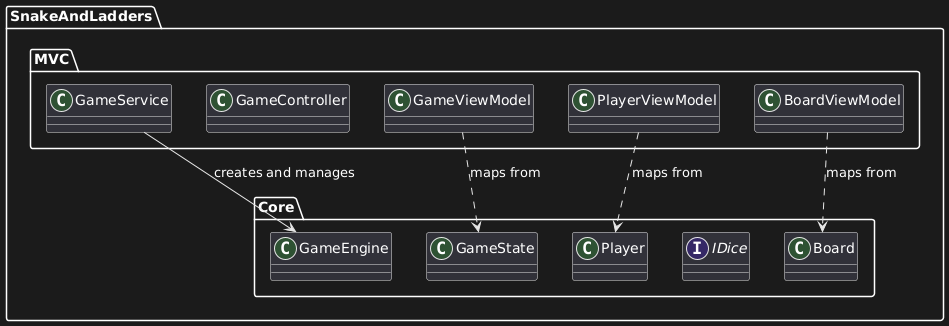 SnakeAndLadders
MVC
C GameService
C GameController
C GameViewModel
C PlayerViewModel
C BoardViewModel
creates and manages
maps from
maps from
maps from
Core
C GameEngine
C GameState
C Player
I IDice
C Board